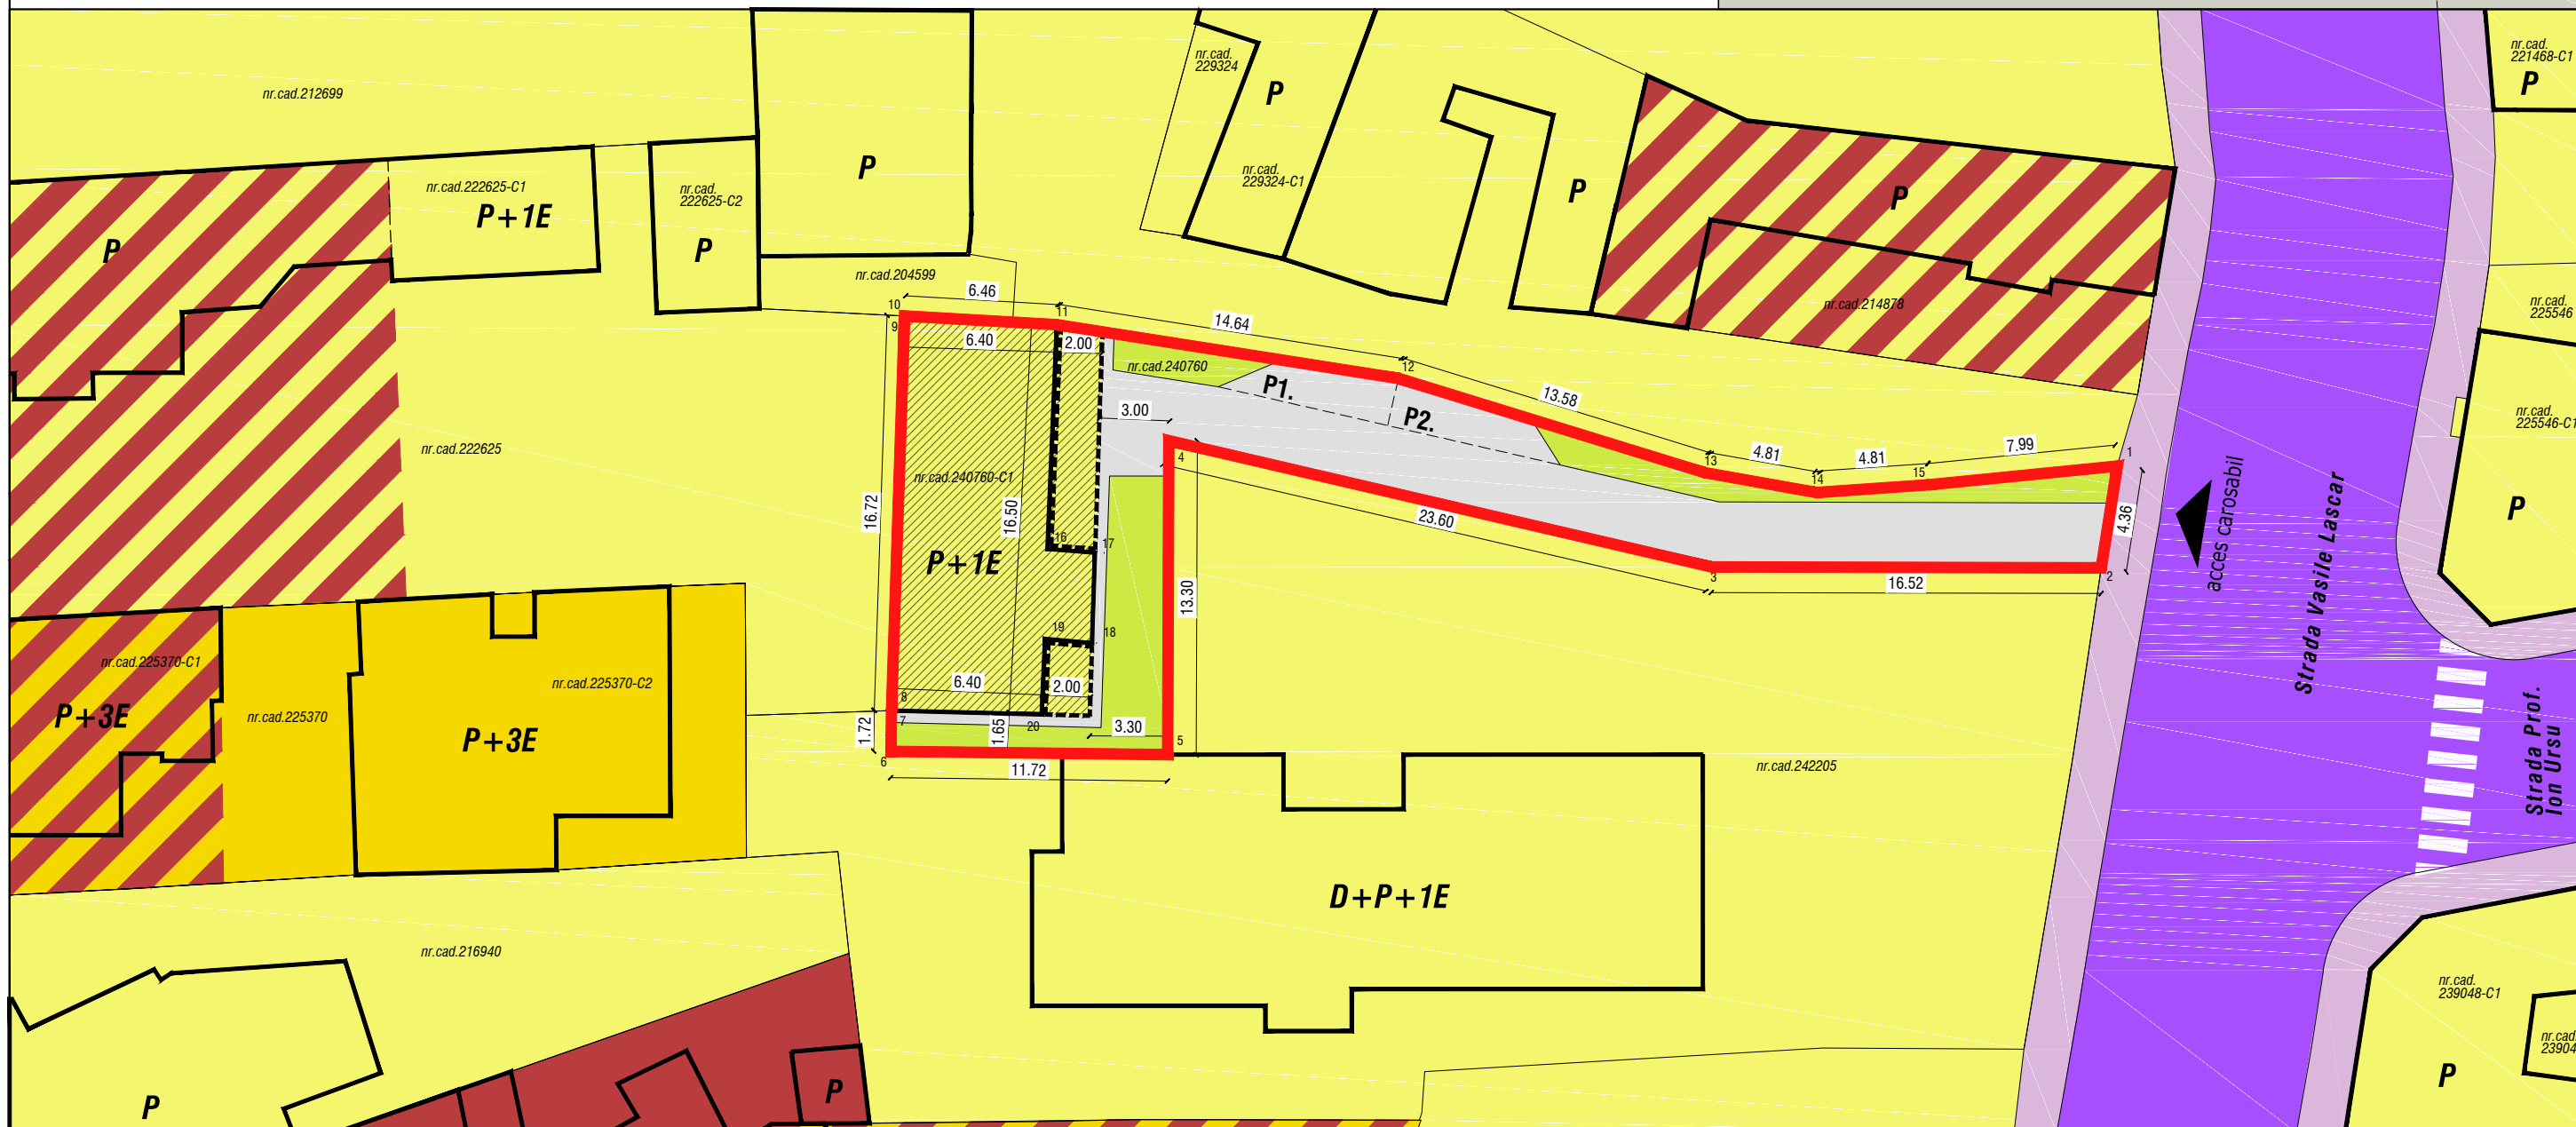 nr.cad.212699
nr.cad.
229324
P
nr.cad.
221468-C1
P
P
nr.cad.
229324-C1
P
P
nr.cad.222625-C1
P+1E
nr.cad.
222625-C2
P
P
nr.cad.204599
nr.cad.214878
nr.cad.
225546
10
6.46
11
14.64
9
6.40
2.00
nr.cad.240760
12
P1.
P2.
3.00
13.58
nr.cad.
225546-C1
P
nr.cad.222625
4
13
4.81
14
4.81
15
7.99
1
nr.cad.240760-C1
16.72
16.50
23.60
4.36
acces carosabil
Strada Vasile Lascar
16
17
P+1E
3
16.52
2
13.30
19
18
nr.cad.225370-C1
P+3E
nr.cad.225370
nr.cad.225370-C2
P+3E
6.40
2.00
8
7
1.72
1.65
20
3.30
5
6
11.72
nr.cad.242205
Strada Prof.
Ion Ursu
D+P+1E
nr.cad.216940
nr.cad.
239048-C1
nr.cad.
P
P
P